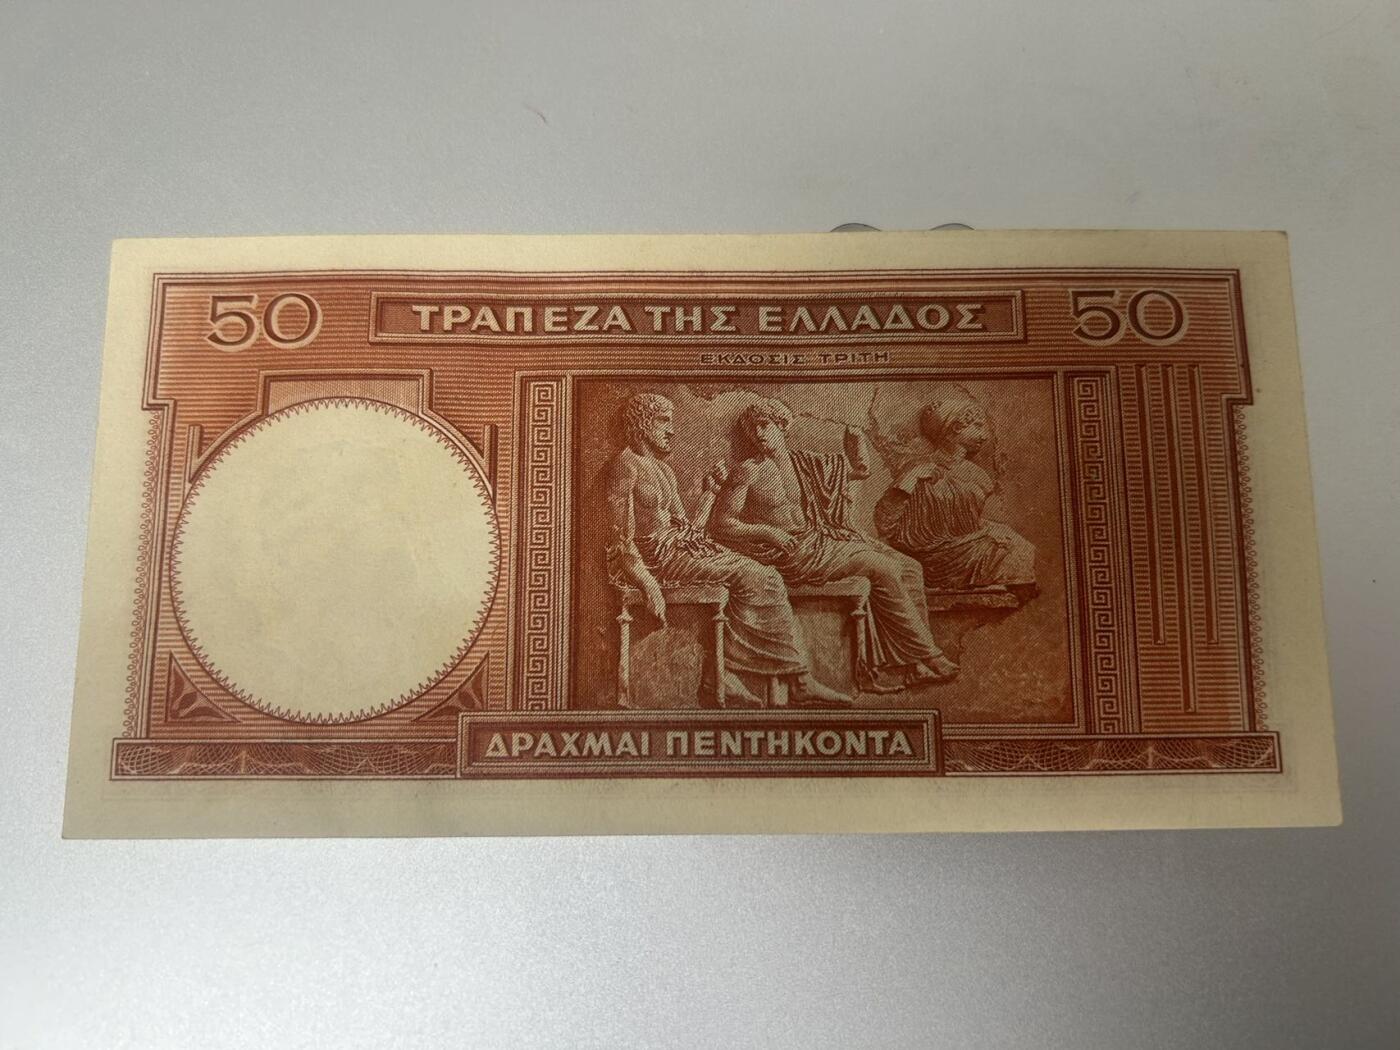 50 ΤΡΑΠΕΖΑ ΤΗΣ ΕΛΛΑΔΟΣ 50
ΕΚΔΟΣΙΣ ΤΡΙΤΗ
ΔΡΑΧΜΑΙ ΠΕΝΤΗΚΟΝΤΑ